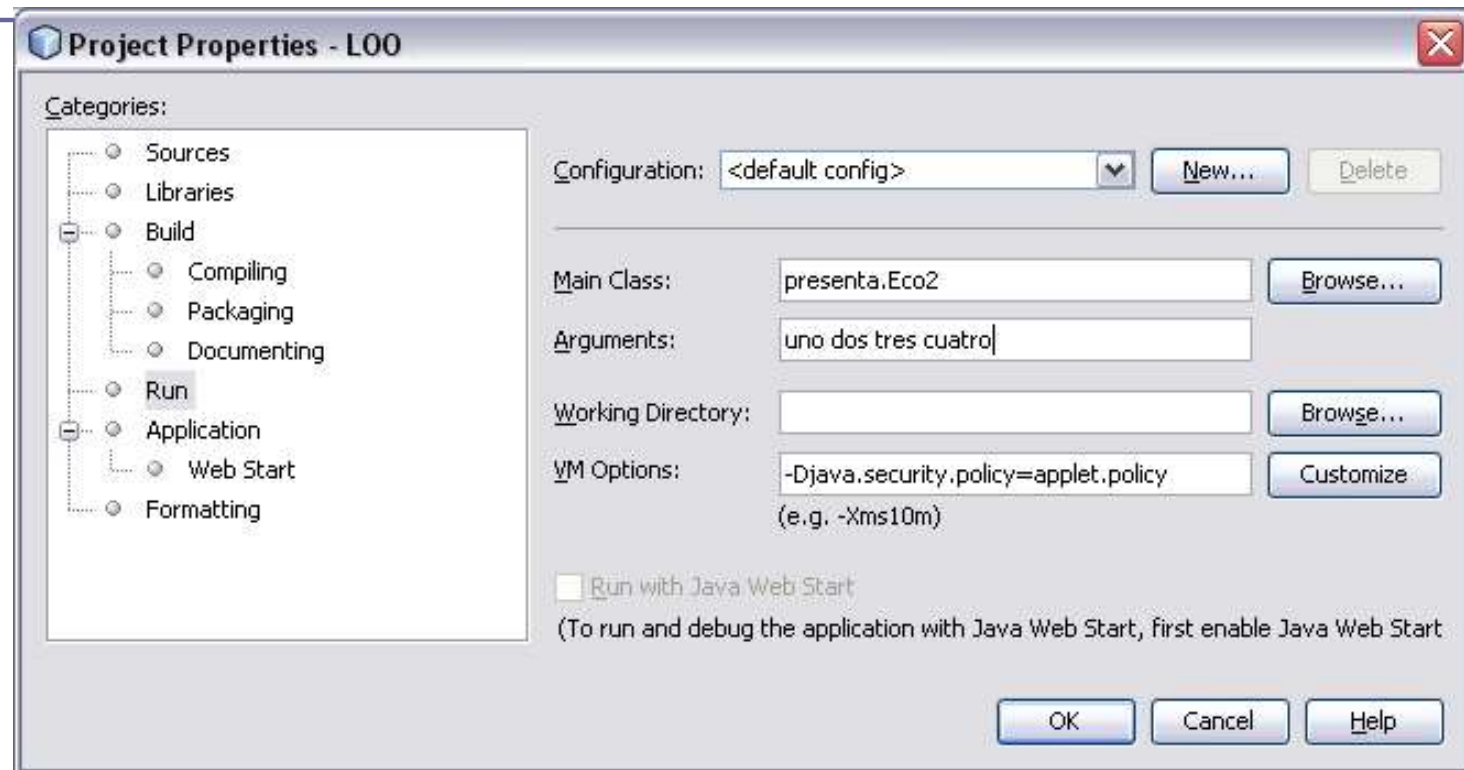 Project Properties - LOO
Categories:
Sources
Libraries
Build
Compiling
Packaging
Documenting
Run
Application
Web Start
Formatting
Configuration: <default config> New... Delete
Main Class: presenta.Eco2 Browse...
Arguments: uno dos tres cuatro
Working Directory: Browse...
VM Options: -Djava.security.policy=applet.policy Customize
(e.g. -Xms10m)
Run with Java Web Start
(To run and debug the application with Java Web Start, first enable Java Web Start
OK Cancel Help